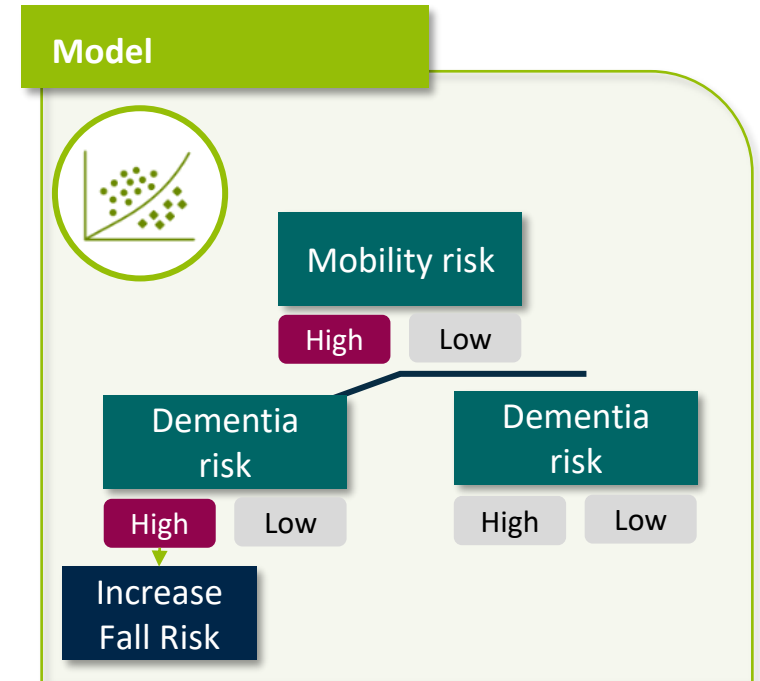 Model
Mobility risk
High Low
Dementia
risk
High Low
Increase
Fall Risk
Dementia
risk
High Low